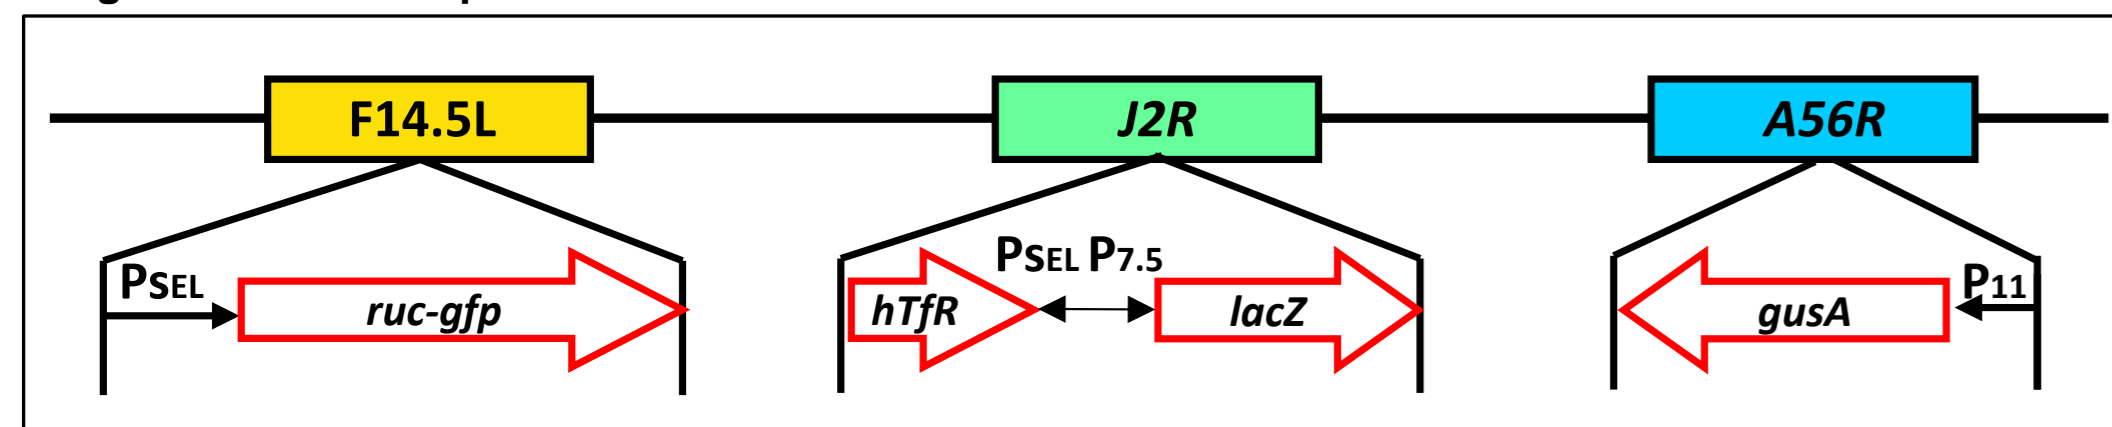 F14.5L J2R A56R
PSEL PSEL P7.5 P11
ruc-gfp hTfR lacZ gusA